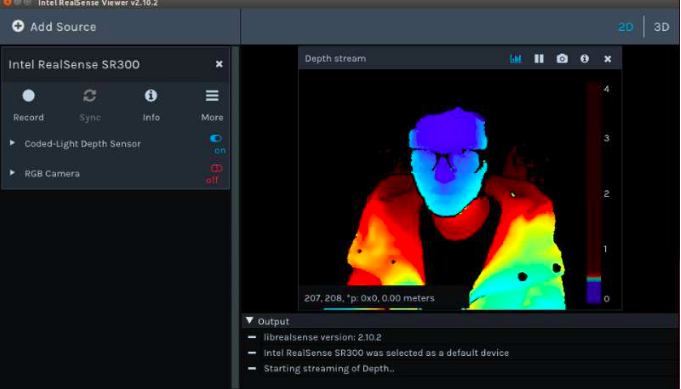 Intel RealSense Viewer v2.10.2
Add Source
2D | 3D
Intel RealSense SR300
Record Sync Info More
Coded-Light Depth Sensor
on
RGB Camera
off
Depth stream
4
3
2
1
0
207, 208, *p: 0x0, 0.00 meters
Output
librealsense version: 2.10.2
Intel RealSense SR300 was selected as a default device
Starting streaming of Depth...